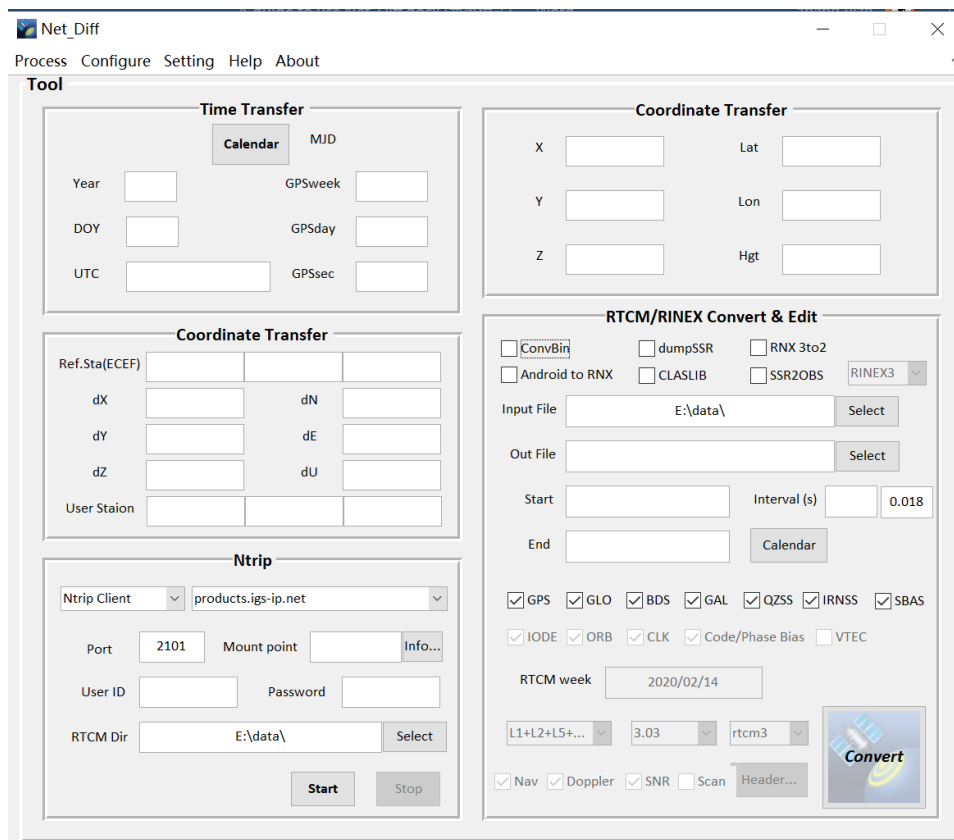 Net_Diff
Process Configure Setting Help About
Tool
Time Transfer
Calendar MJD
Year GPSweek
DOY GPSday
UTC GPSsec
Coordinate Transfer
X Lat
Y Lon
Z Hgt
Coordinate Transfer
Ref.Sta(ECEF)
dX dN
dY dE
dZ dU
User Staion
Ntrip
Ntrip Client products.igs-ip.net
Port 2101 Mount point Info...
User ID Password
RTCM Dir E:\data\ Select
Start Stop
RTCM/RINEX Convert & Edit
ConvBin dumpSSR RNX 3to2
Android to RNX CLASLIB SSR2OBS RINEX3
Input File E:\data\ Select
Out File Select
Start Interval (s) 0.018
End Calendar
GPS GLO BDS GAL QZSS IRNSS SBAS
IODE ORB CLK Code/Phase Bias VTEC
RTCM week 2020/02/14
L1+L2+L5+... 3.03 rtcm3
Convert
Nav Doppler SNR Scan Header...